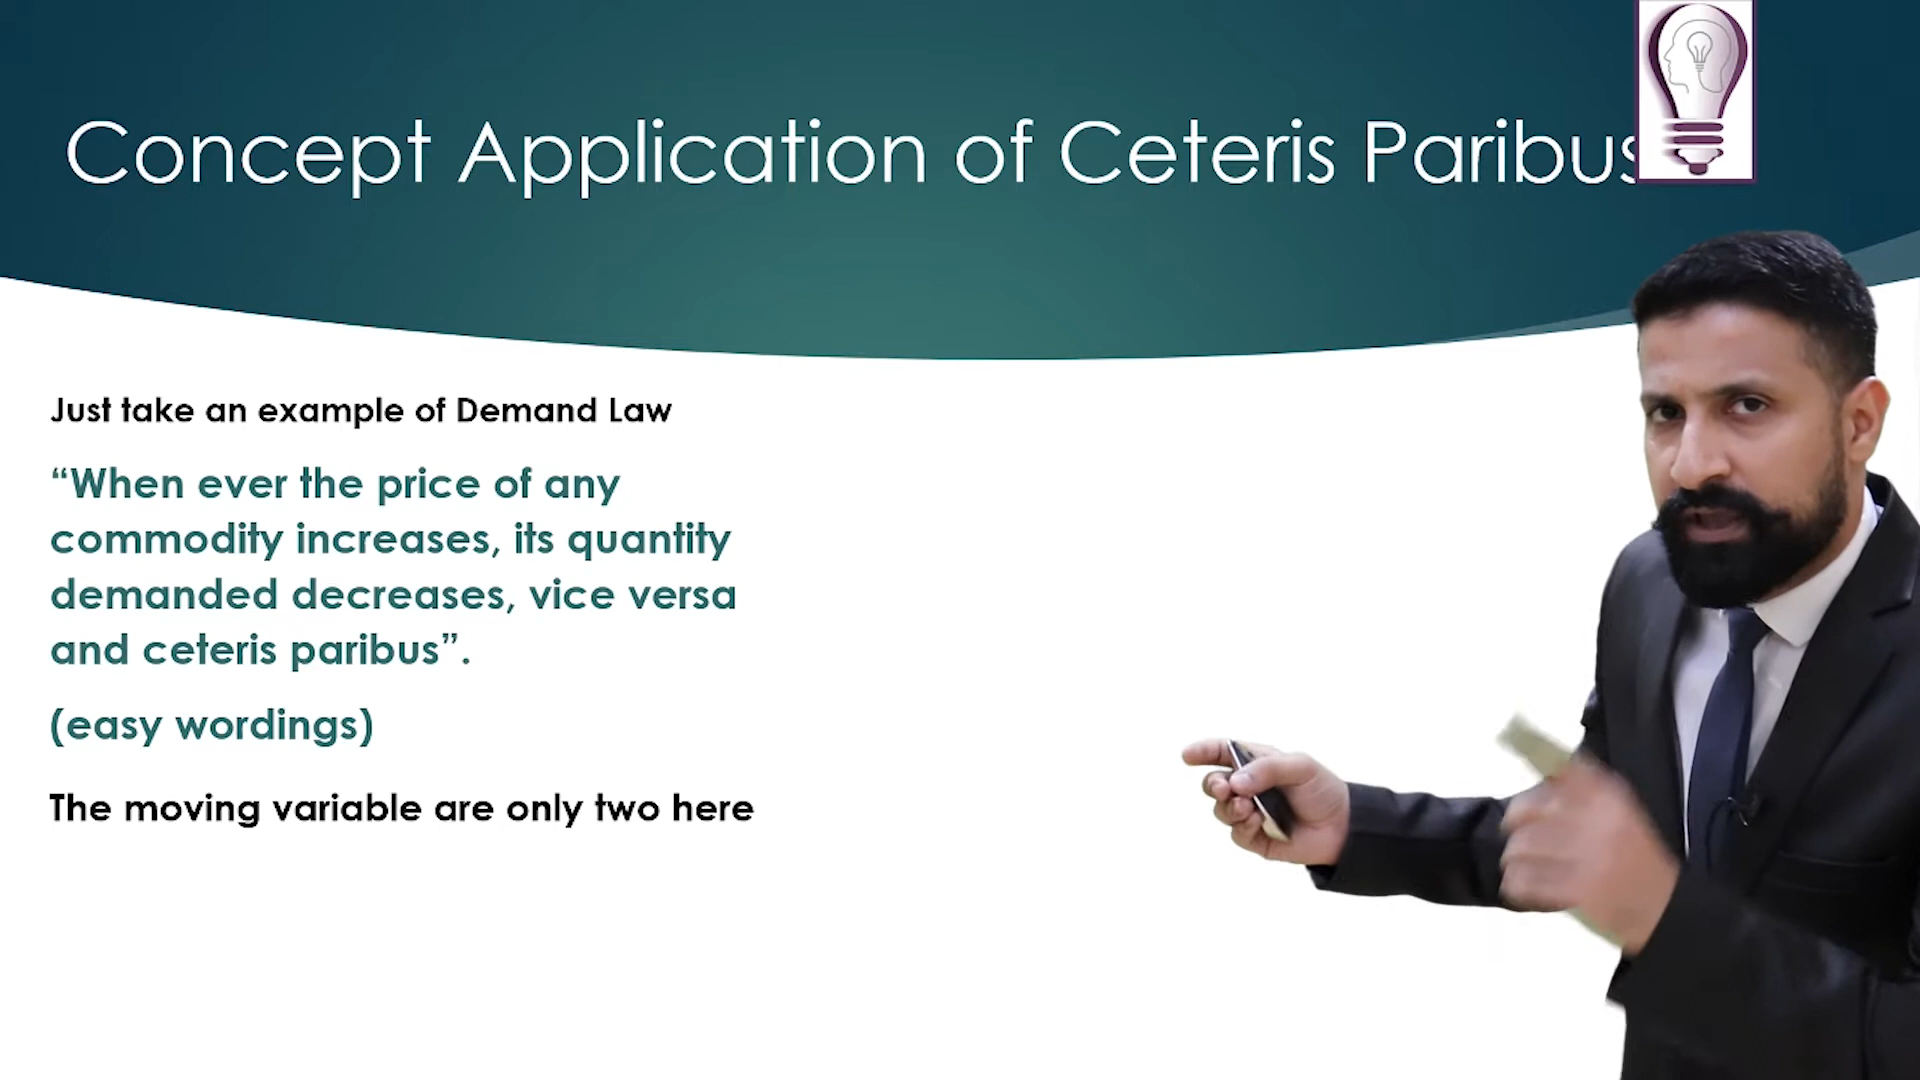 Concept Application of Ceteris Paribus
Just take an example of Demand Law
“When ever the price of any
commodity increases, its quantity
demanded decreases, vice versa
and ceteris paribus”.
(easy wordings)
The moving variable are only two here